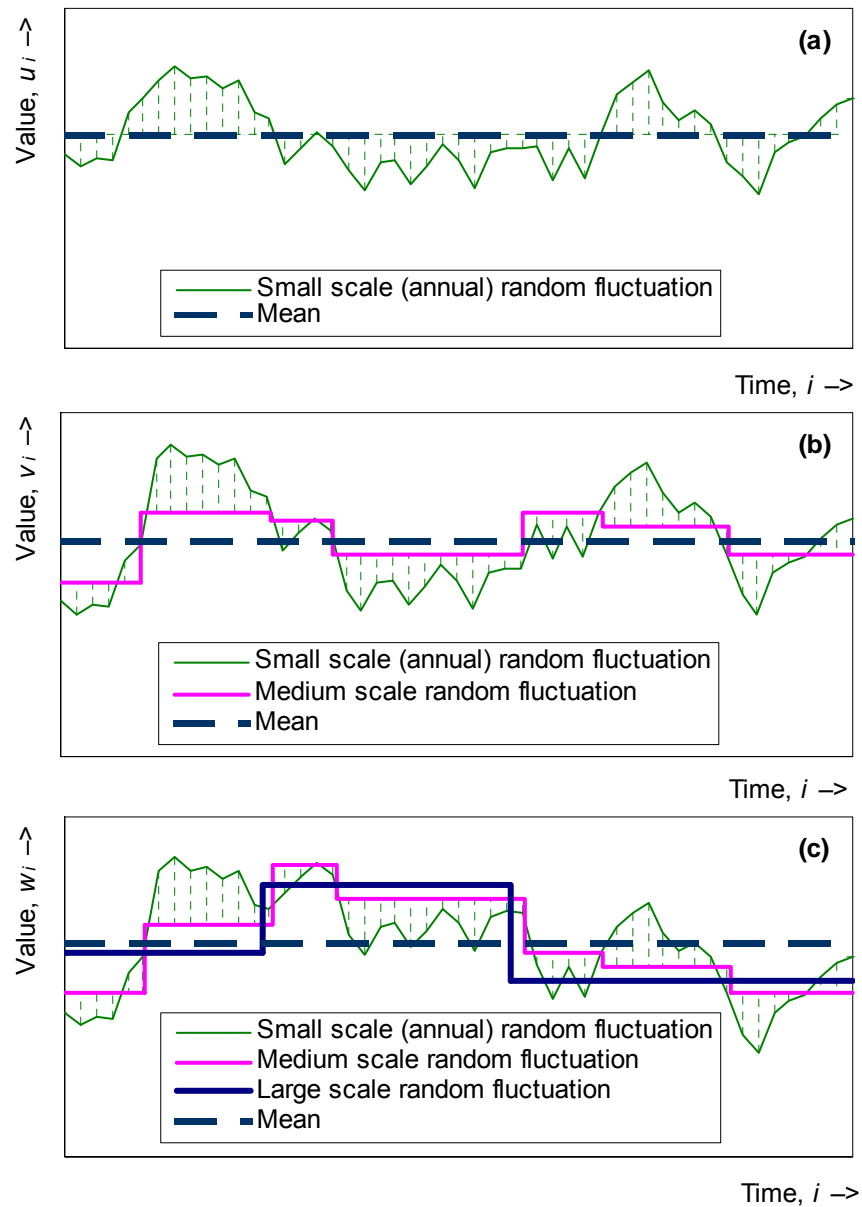 (a)
Value, u i –>
Small scale (annual) random fluctuation
Mean
Time, i –>
(b)
Value, v i –>
Small scale (annual) random fluctuation
Medium scale random fluctuation
Mean
Time, i –>
(c)
Value, w i –>
Small scale (annual) random fluctuation
Medium scale random fluctuation
Large scale random fluctuation
Mean
Time, i –>